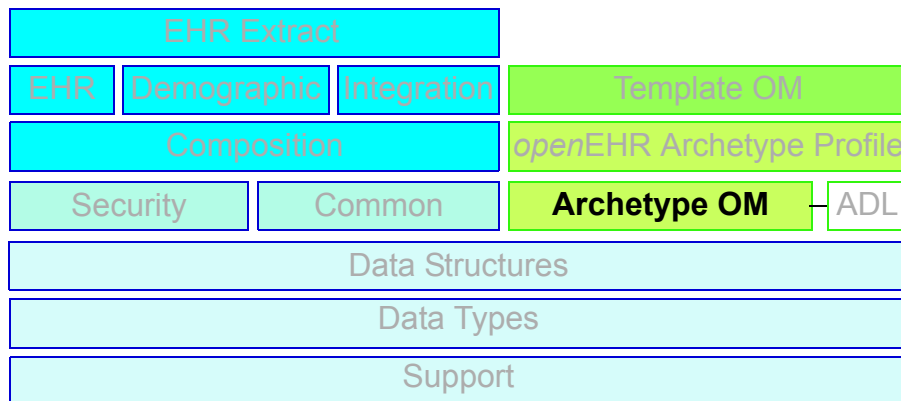 EHR Extract
EHR Demographic Integration Template OM
Composition openEHR Archetype Profile
Security Common Archetype OM ADL
Data Structures
Data Types
Support